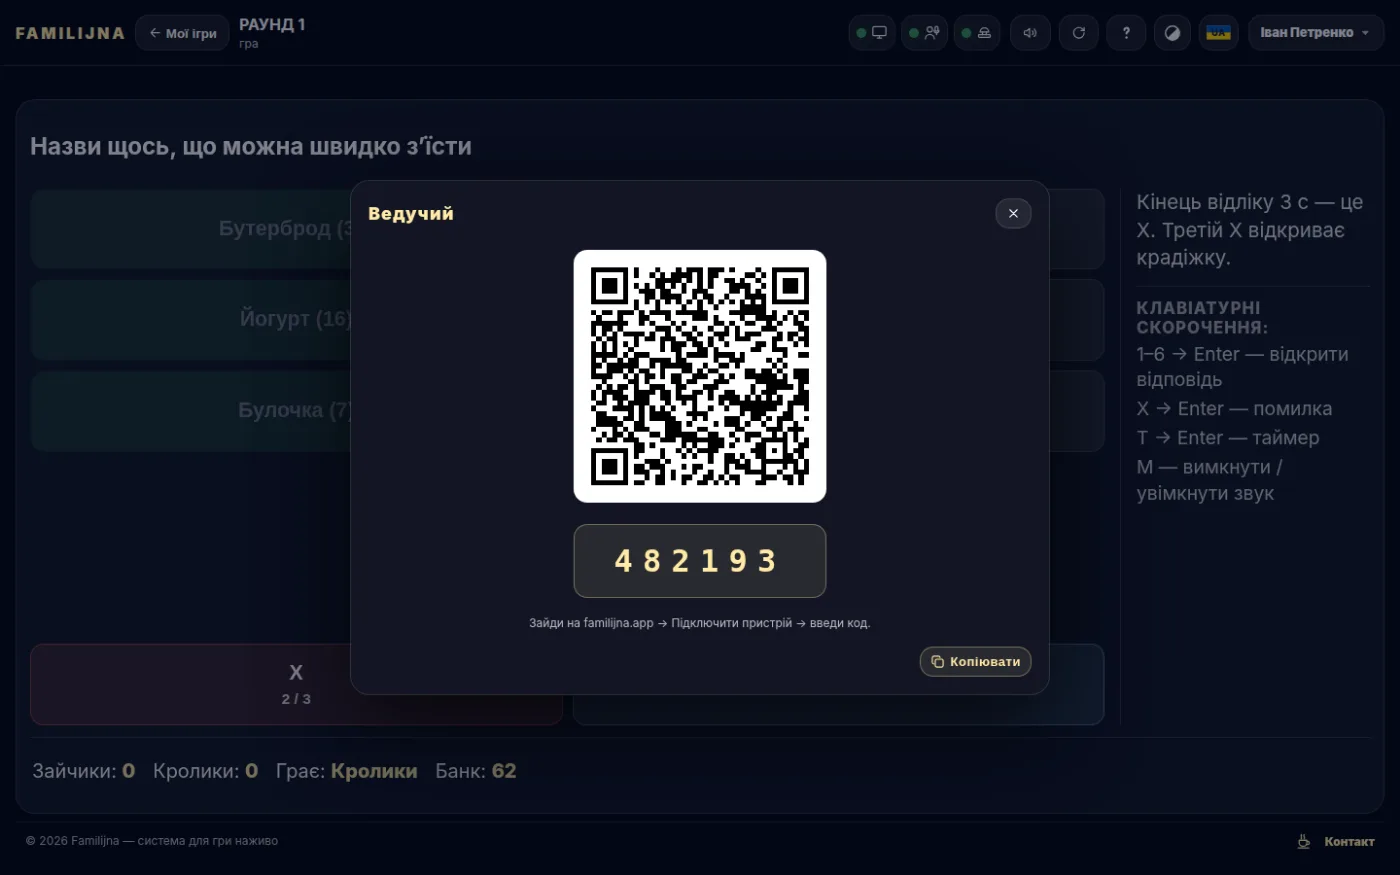 FAMILIJNA
← Мої ігри
РАУНД 1
гра
?
UA
Іван Петренко
Назви щось, що можна швидко з’їсти
Бутерброд (3
Йогурт (16)
Булочка (7)
Кінець відліку 3 с — це
X. Третій X відкриває
крадіжку.
КЛАВІАТУРНІ
СКОРОЧЕННЯ:
1–6 → Enter — відкрити
відповідь
X → Enter — помилка
T → Enter — таймер
M — вимкнути /
увімкнути звук
Ведучий
482193
Зайди на familijna.app → Підключити пристрій → введи код.
Копіювати
X
2 / 3
Зайчики: 0 Кролики: 0 Грає: Кролики Банк: 62
© 2026 Familijna — система для гри наживо
Контакт